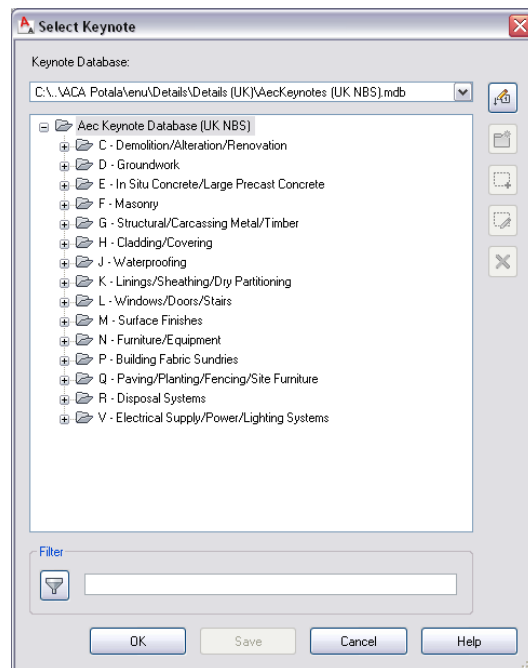 Select Keynote
Keynote Database:
C:\..\ACA Potala\enu\Details\Details (UK)\AecKeynotes (UK NBS).mdb
Aec Keynote Database (UK NBS)
C - Demolition/Alteration/Renovation
D - Groundwork
E - In Situ Concrete/Large Precast Concrete
F - Masonry
G - Structural/Carcassing Metal/Timber
H - Cladding/Covering
J - Waterproofing
K - Linings/Sheathing/Dry Partitioning
L - Windows/Doors/Stairs
M - Surface Finishes
N - Furniture/Equipment
P - Building Fabric Sundries
Q - Paving/Planting/Fencing/Site Furniture
R - Disposal Systems
V - Electrical Supply/Power/Lighting Systems
Filter
OK Save Cancel Help